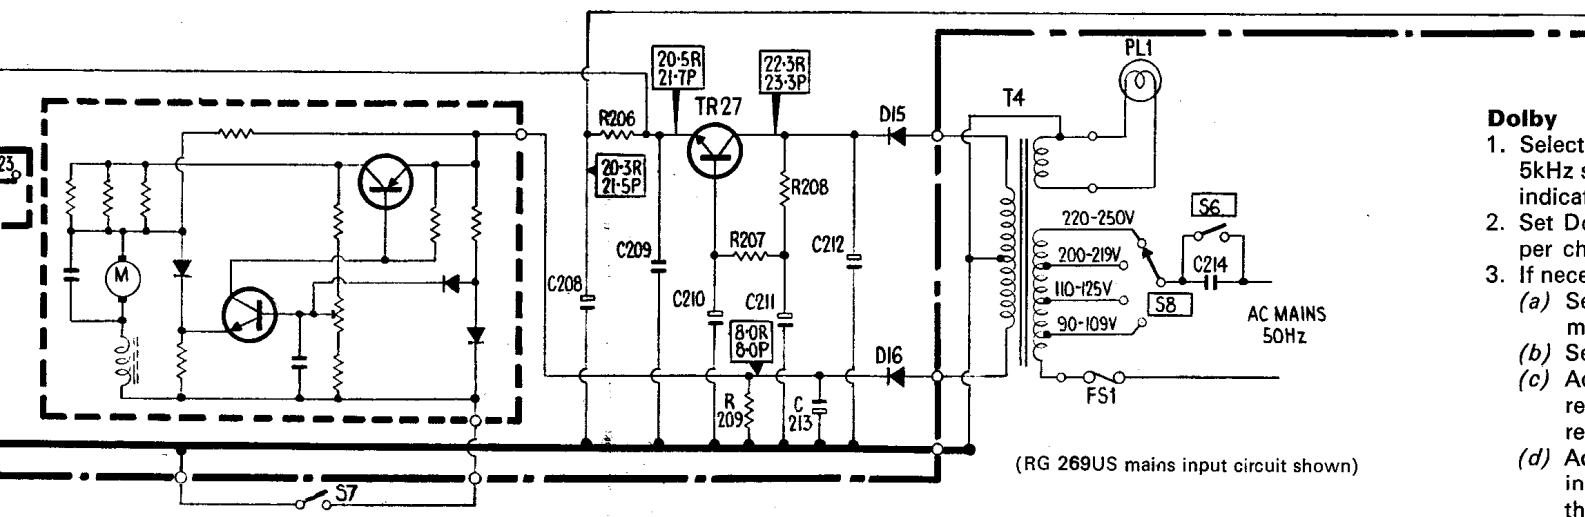 23
M
S7
R206
20·5R
21·7P
TR27
22·3R
23·3P
20·3R
21·5P
D15
R208
R207
C209
C208
C210
C211
C212
8·0R
8·0P
D16
R
209
C
213
T4
PL1
220-250V
200-219V
110-125V
90-109V
S8
S6
C214
AC MAINS
50Hz
FS1
(RG 269US mains input circuit shown)
Dolby
1. Select
5kHz s
indicat
2. Set Do
per ch
3. If nece
(a) Se
m
(b) Se
(c) Ad
re
re
(d) Ad
in
th